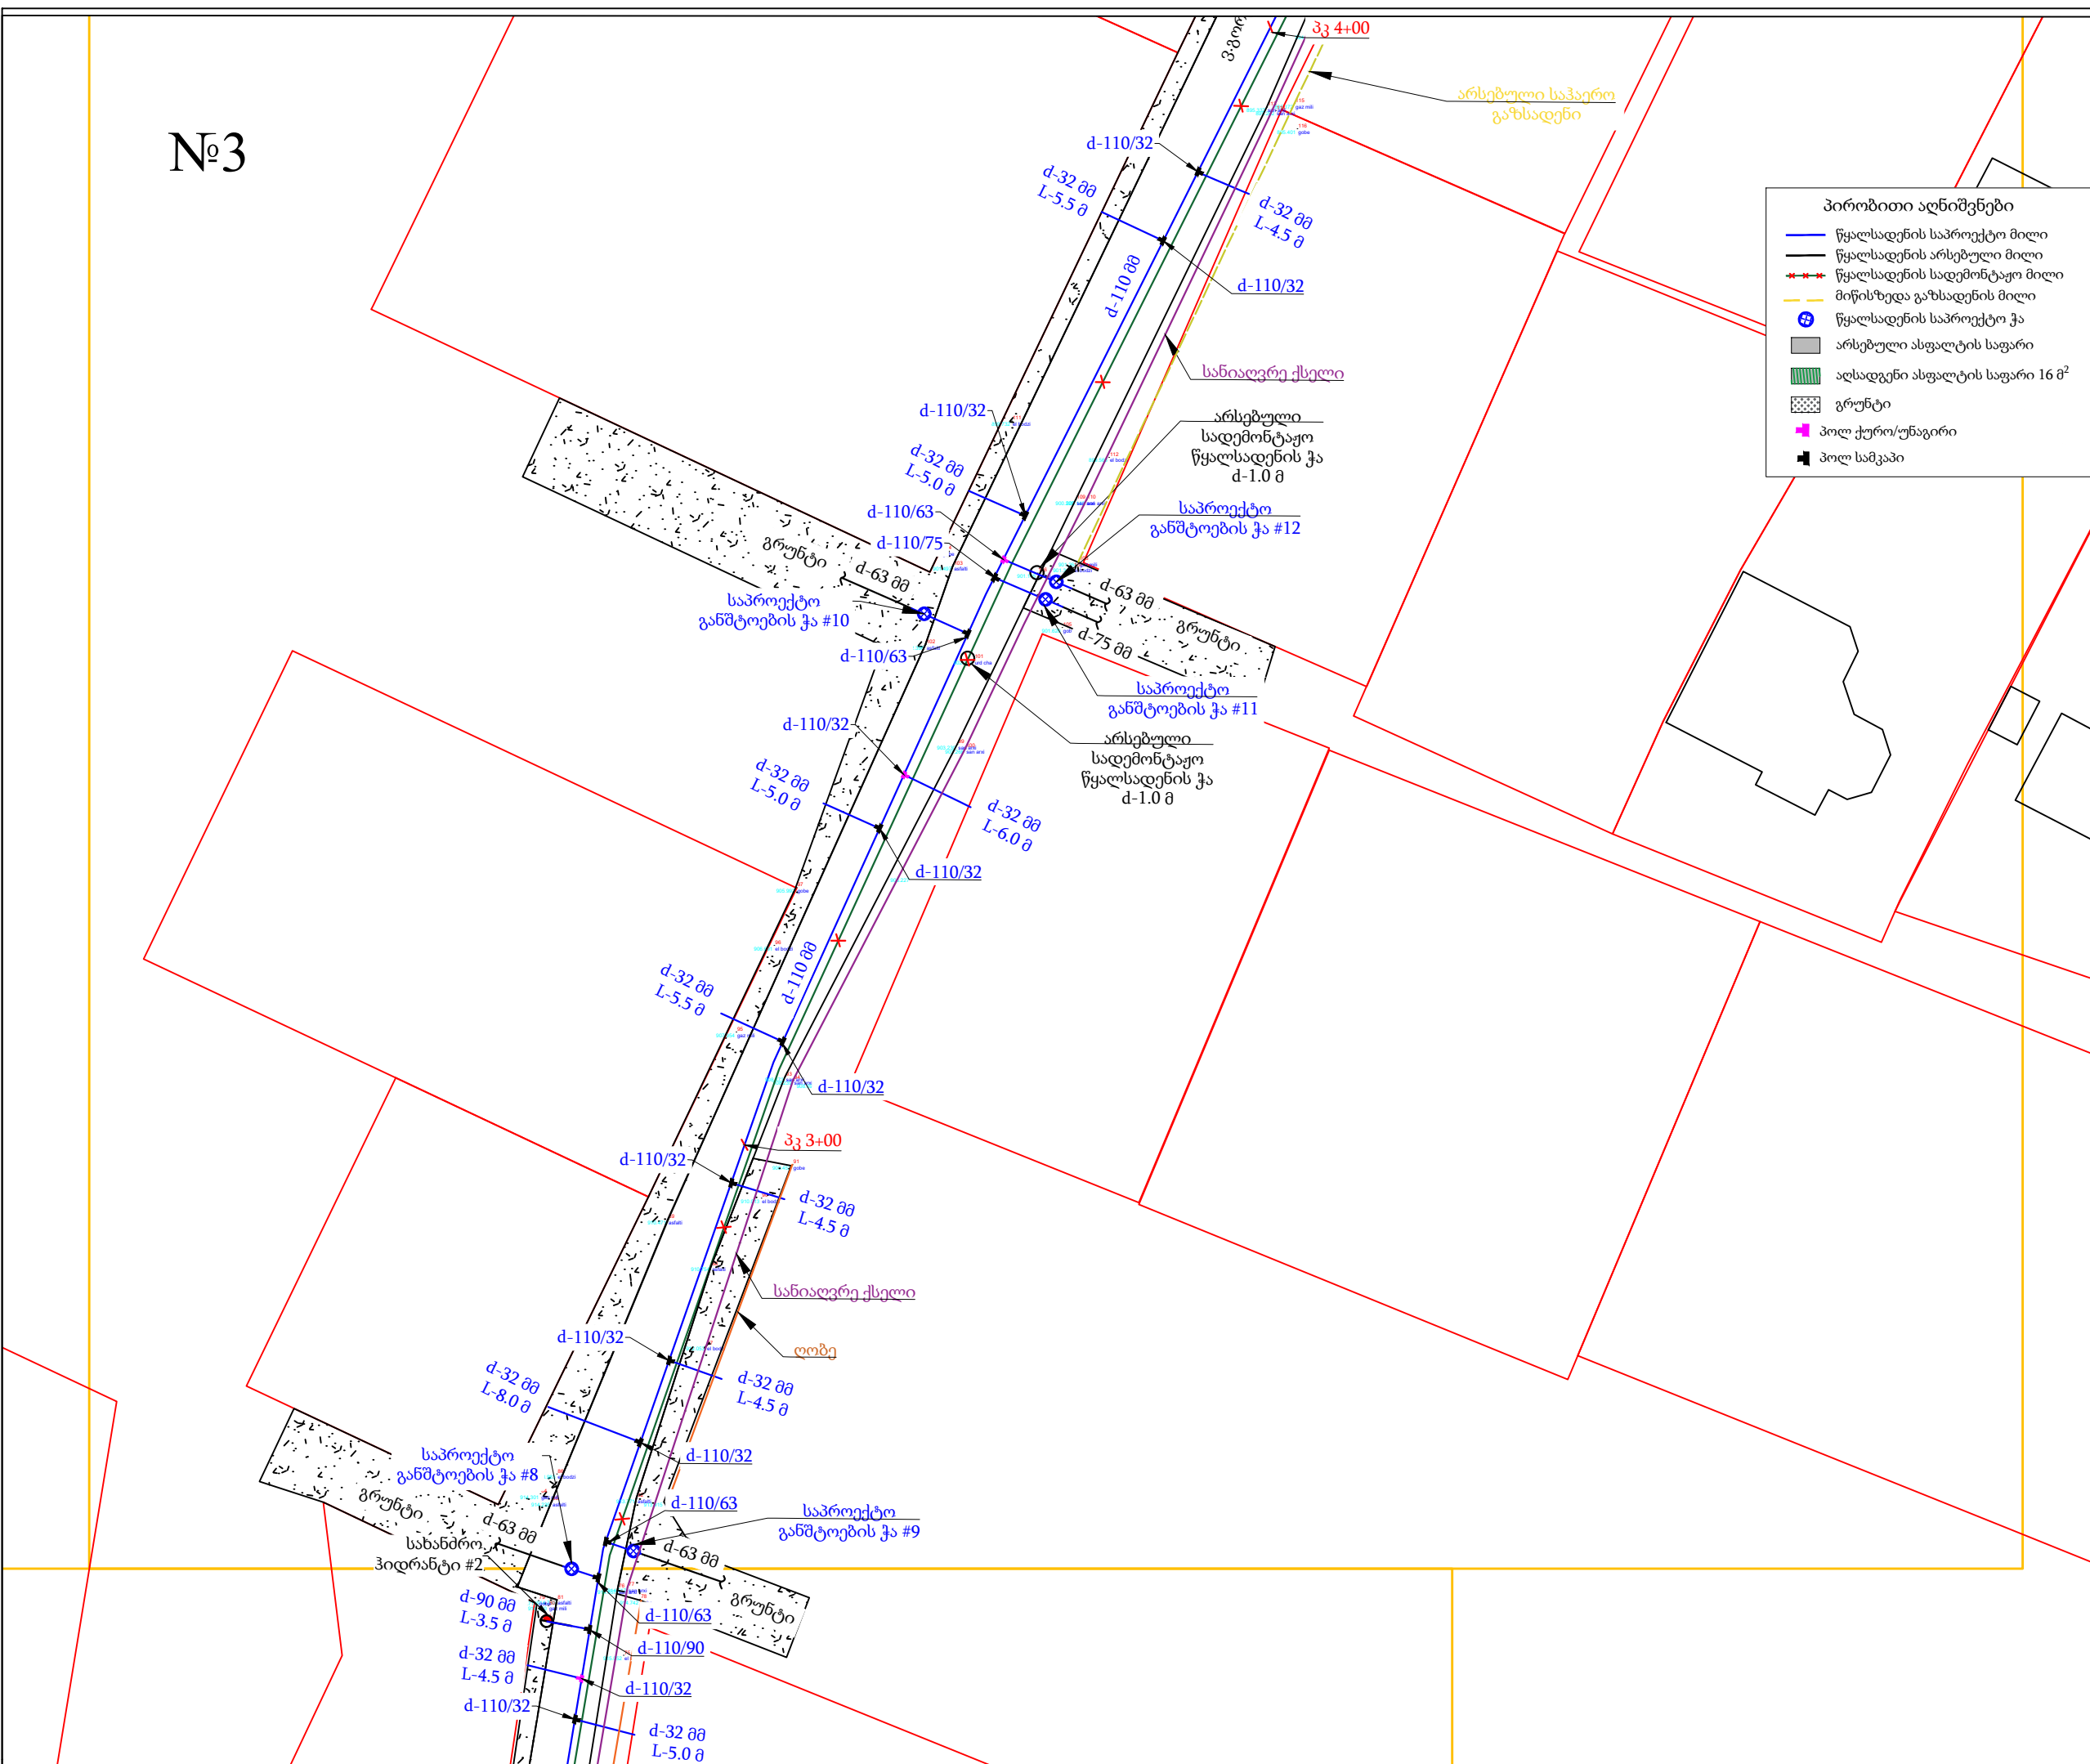 №3
პკ 4+00
ვ.გორ
არსებული საჰაერო
გაზსადენი
d-110/32
d-32 მმ
L-5.5 მ
d-32 მმ
L-4.5 მ
d-110 მმ
d-110/32
პირობითი აღნიშვნები
წყალსადენის საპროექტო მილი
წყალსადენის არსებული მილი
წყალსადენის სადემონტაჟო მილი
მიწისზედა გაზსადენის მილი
წყალსადენის საპროექტო ჭა
არსებული ასფალტის საფარი
აღსადგენი ასფალტის საფარი 16 მ²
გრუნტი
პოლ ქურო/უნაგირი
პოლ სამკაპი
სანიაღვრე ქსელი
d-110/32
არსებული
სადემონტაჟო
წყალსადენის ჭა
d-1.0 მ
d-32 მმ
L-5.0 მ
d-110/63
d-110/75
საპროექტო
განშტოების ჭა #12
გრუნტი
d-63 მმ
საპროექტო
განშტოების ჭა #10
d-63 მმ
გრუნტი
d-75 მმ
d-110/63
საპროექტო
განშტოების ჭა #11
d-110/32
არსებული
სადემონტაჟო
წყალსადენის ჭა
d-1.0 მ
d-32 მმ
L-5.0 მ
d-32 მმ
L-6.0 მ
d-110/32
d-110 მმ
d-32 მმ
L-5.5 მ
d-110/32
პკ 3+00
d-110/32
d-32 მმ
L-4.5 მ
სანიაღვრე ქსელი
d-110/32
ღობე
d-32 მმ
L-8.0 მ
d-32 მმ
L-4.5 მ
d-110/32
საპროექტო
განშტოების ჭა #8
გრუნტი
d-63 მმ
d-110/63
საპროექტო
განშტოების ჭა #9
სახანძრო
ჰიდრანტი #2
d-63 მმ
გრუნტი
d-90 მმ
L-3.5 მ
d-110/63
d-110/90
d-32 მმ
L-4.5 მ
d-110/32
d-110/32
d-32 მმ
L-5.0 მ